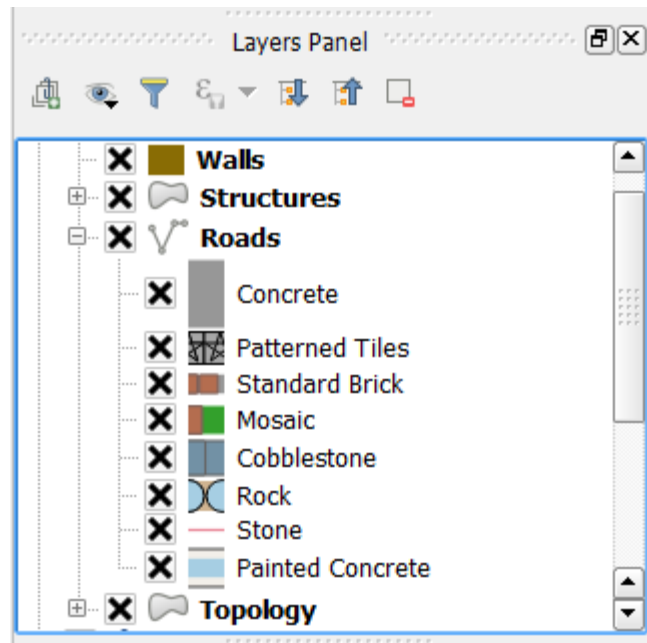 Layers Panel
Walls
Structures
Roads
Concrete
Patterned Tiles
Standard Brick
Mosaic
Cobblestone
Rock
Stone
Painted Concrete
Topology